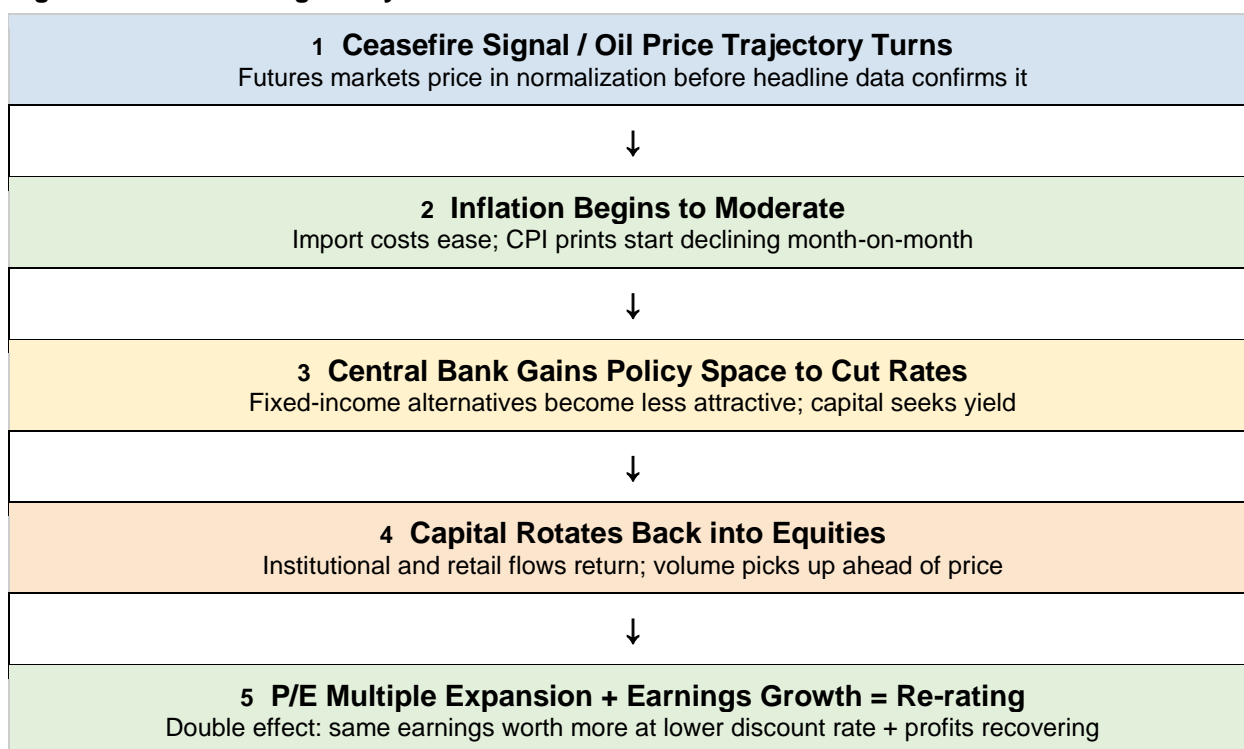 1 Ceasefire Signal / Oil Price Trajectory Turns
Futures markets price in normalization before headline data confirms it
↓
2 Inflation Begins to Moderate
Import costs ease; CPI prints start declining month-on-month
↓
3 Central Bank Gains Policy Space to Cut Rates
Fixed-income alternatives become less attractive; capital seeks yield
↓
4 Capital Rotates Back into Equities
Institutional and retail flows return; volume picks up ahead of price
↓
5 P/E Multiple Expansion + Earnings Growth = Re-rating
Double effect: same earnings worth more at lower discount rate + profits recovering